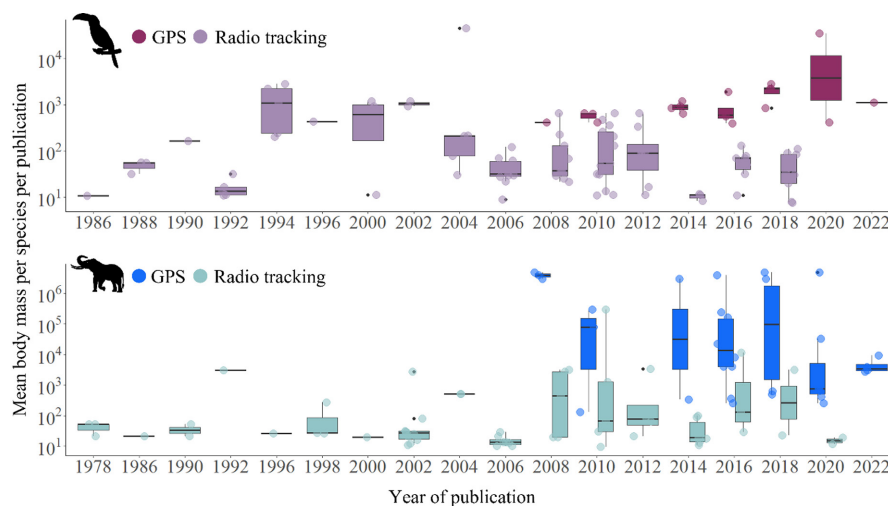 GPS Radio tracking
10⁴
10³
10²
10¹
1986 1988 1990 1992 1994 1996 2000 2002 2004 2006 2008 2010 2012 2014 2016 2018 2020 2022
Mean body mass per species per publication
GPS Radio tracking
10⁶
10⁵
10⁴
10³
10²
10¹
1978 1986 1990 1992 1996 1998 2000 2002 2004 2006 2008 2010 2012 2014 2016 2018 2020 2022
Year of publication